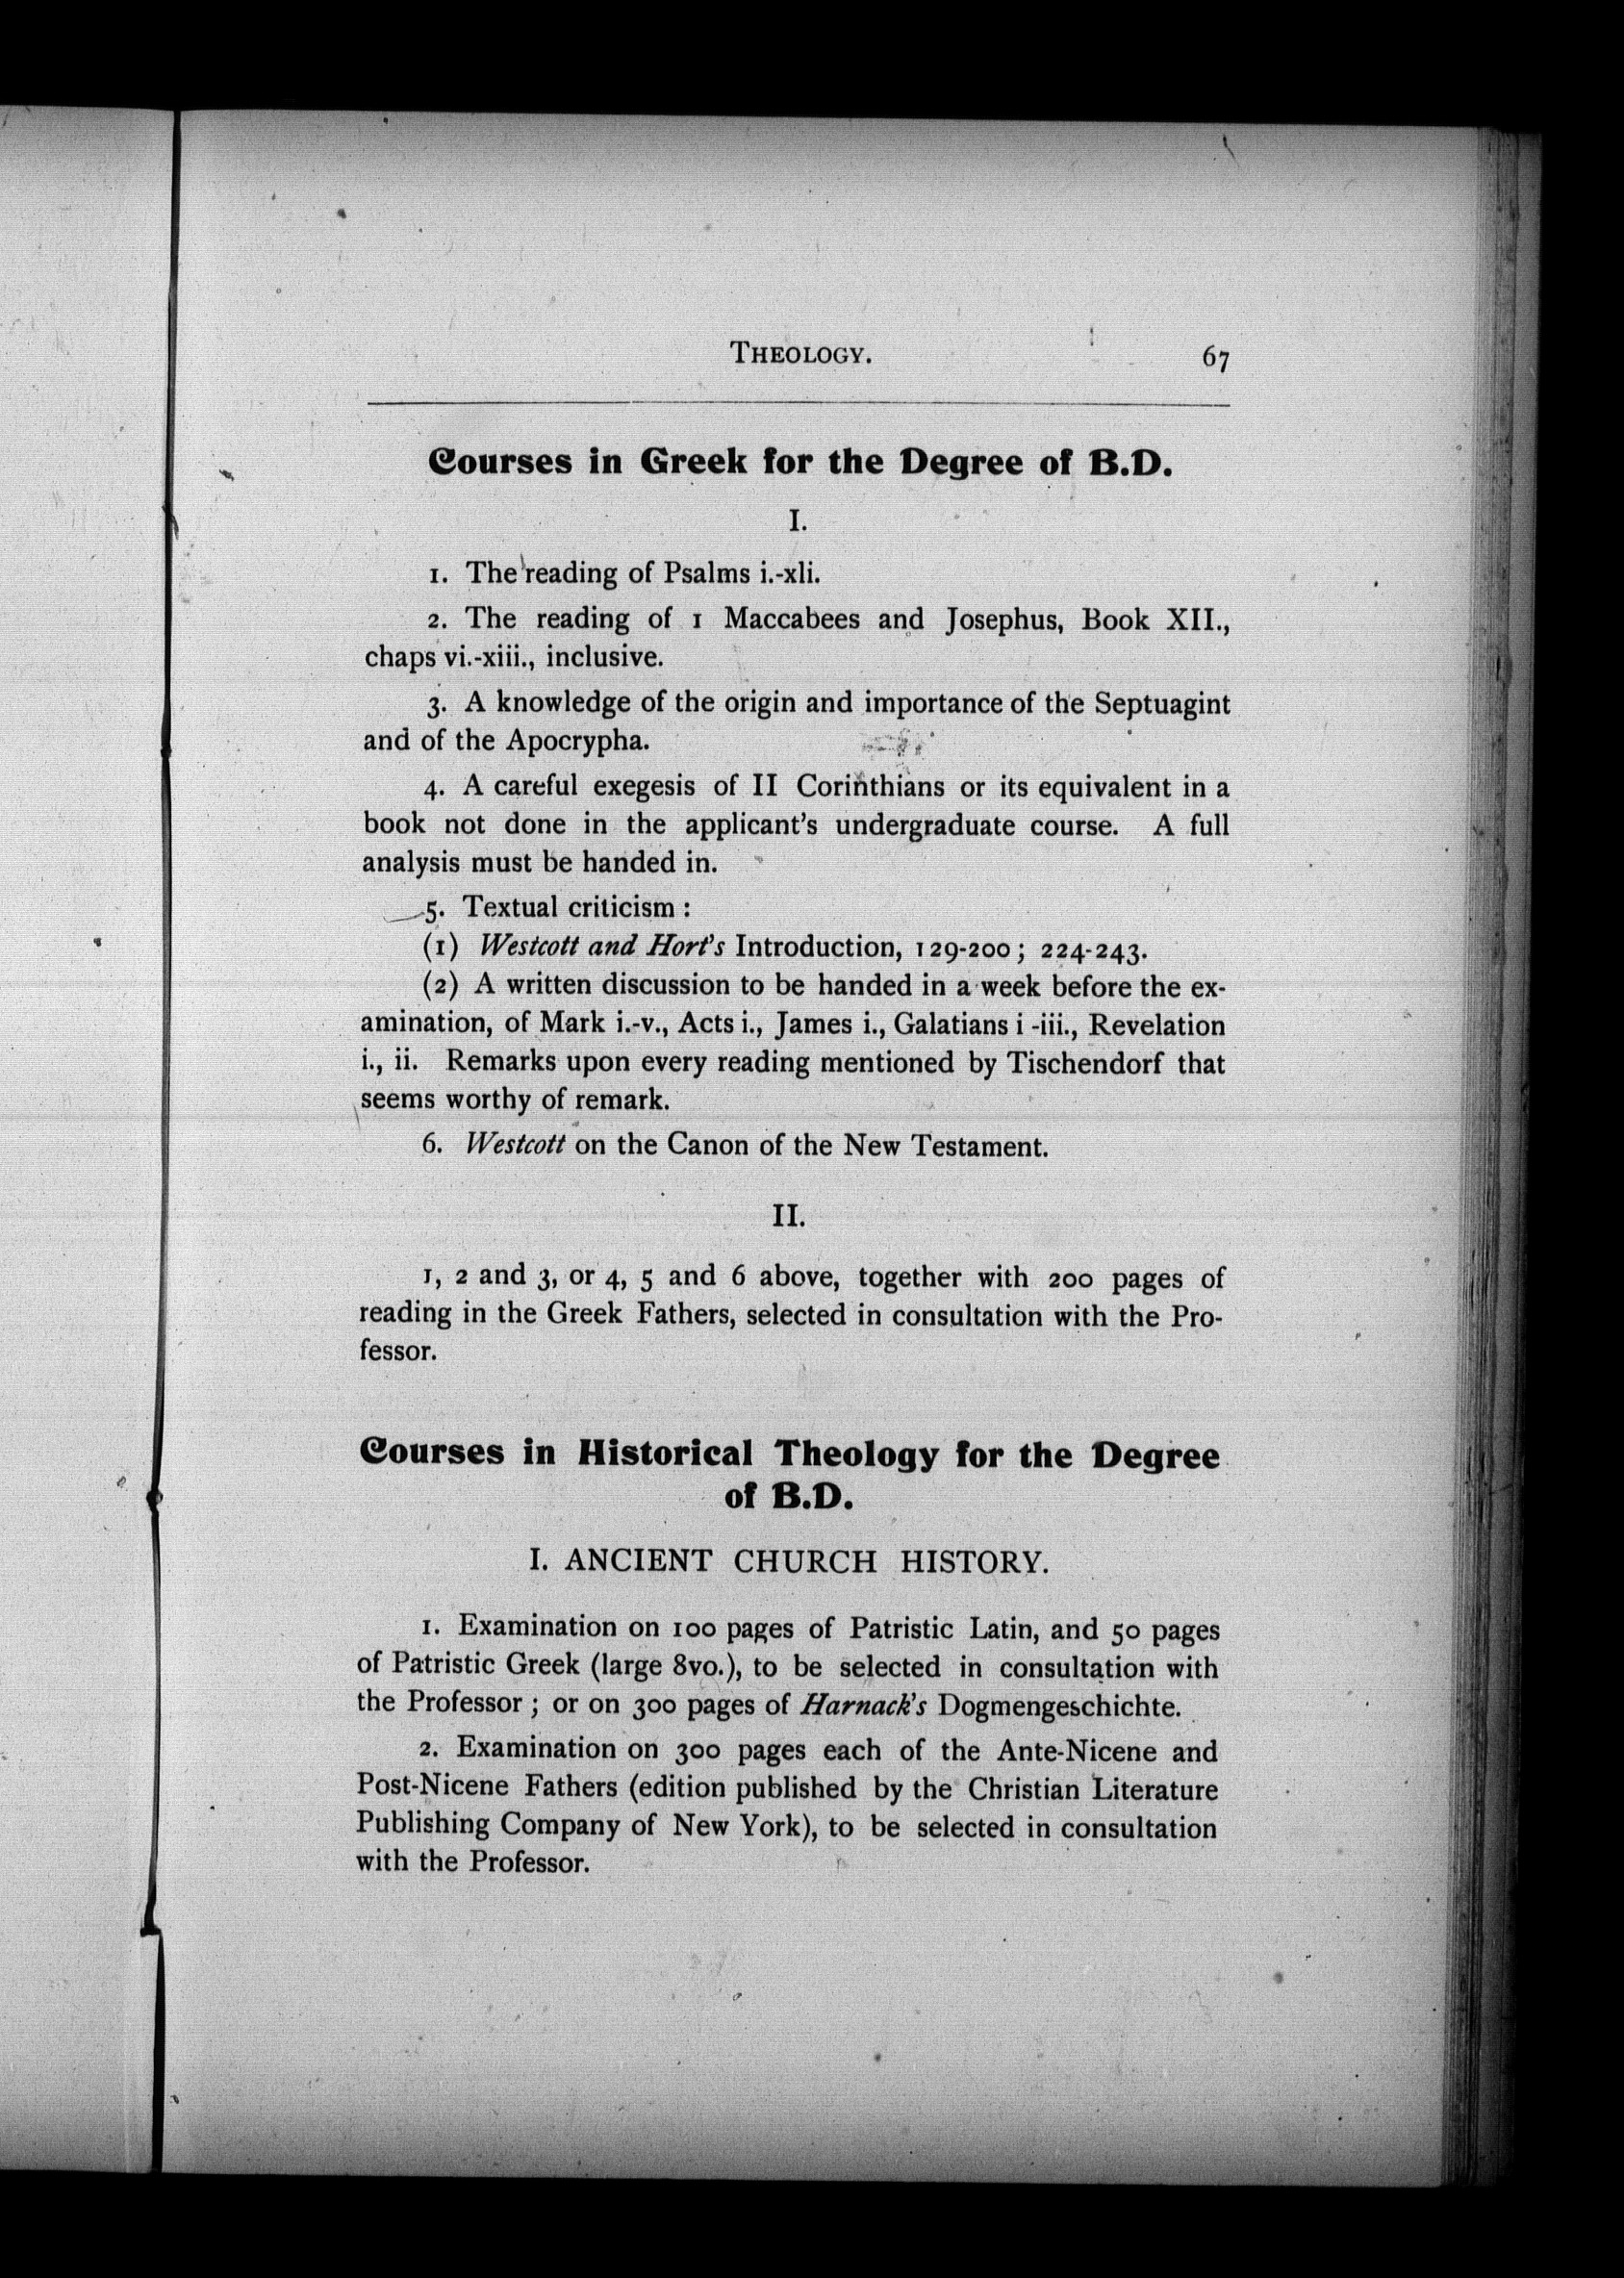 THEOLOGY. 67
Courses in Greek for the Degree of B.D.
I.
1. The reading of Psalms i.-xli.
2. The reading of 1 Maccabees and Josephus, Book XII.,
chaps vi.-xiii., inclusive.
3. A knowledge of the origin and importance of the Septuagint
and of the Apocrypha.
4. A careful exegesis of II Corinthians or its equivalent in a
book not done in the applicant's undergraduate course. A full
analysis must be handed in.
5. Textual criticism :
(1) Westcott and Hort's Introduction, 129-200 ; 224-243.
(2) A written discussion to be handed in a week before the ex-
amination, of Mark i.-v., Acts i., James i., Galatians i -iii., Revelation
i., ii. Remarks upon every reading mentioned by Tischendorf that
seems worthy of remark.
6. Westcott on the Canon of the New Testament.
II.
1, 2 and 3, or 4, 5 and 6 above, together with 200 pages of
reading in the Greek Fathers, selected in consultation with the Pro-
fessor.
Courses in Historical Theology for the Degree
of B.D.
I. ANCIENT CHURCH HISTORY.
1. Examination on 100 pages of Patristic Latin, and 50 pages
of Patristic Greek (large 8vo.), to be selected in consultation with
the Professor ; or on 300 pages of Harnack's Dogmengeschichte.
2. Examination on 300 pages each of the Ante-Nicene and
Post-Nicene Fathers (edition published by the Christian Literature
Publishing Company of New York), to be selected in consultation
with the Professor.